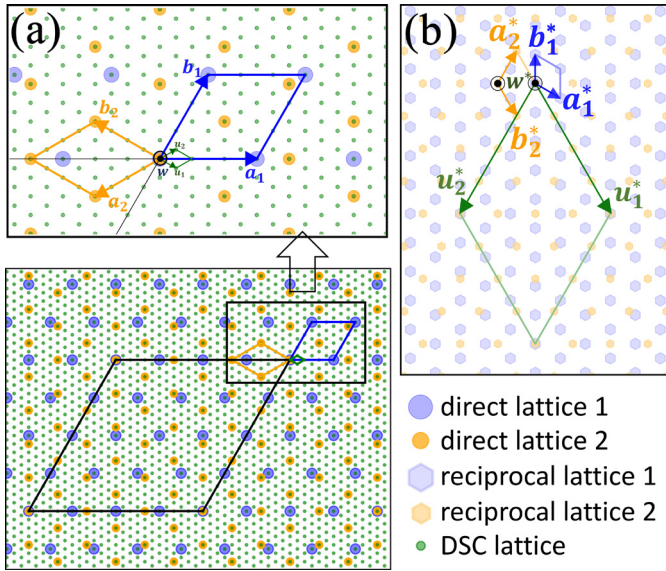 (a)
b₁
b₂
u₂
w
u₁
a₁
a₂
(b)
a₂* b₁*
w* a₁*
b₂*
u₂* u₁*
direct lattice 1
direct lattice 2
reciprocal lattice 1
reciprocal lattice 2
DSC lattice